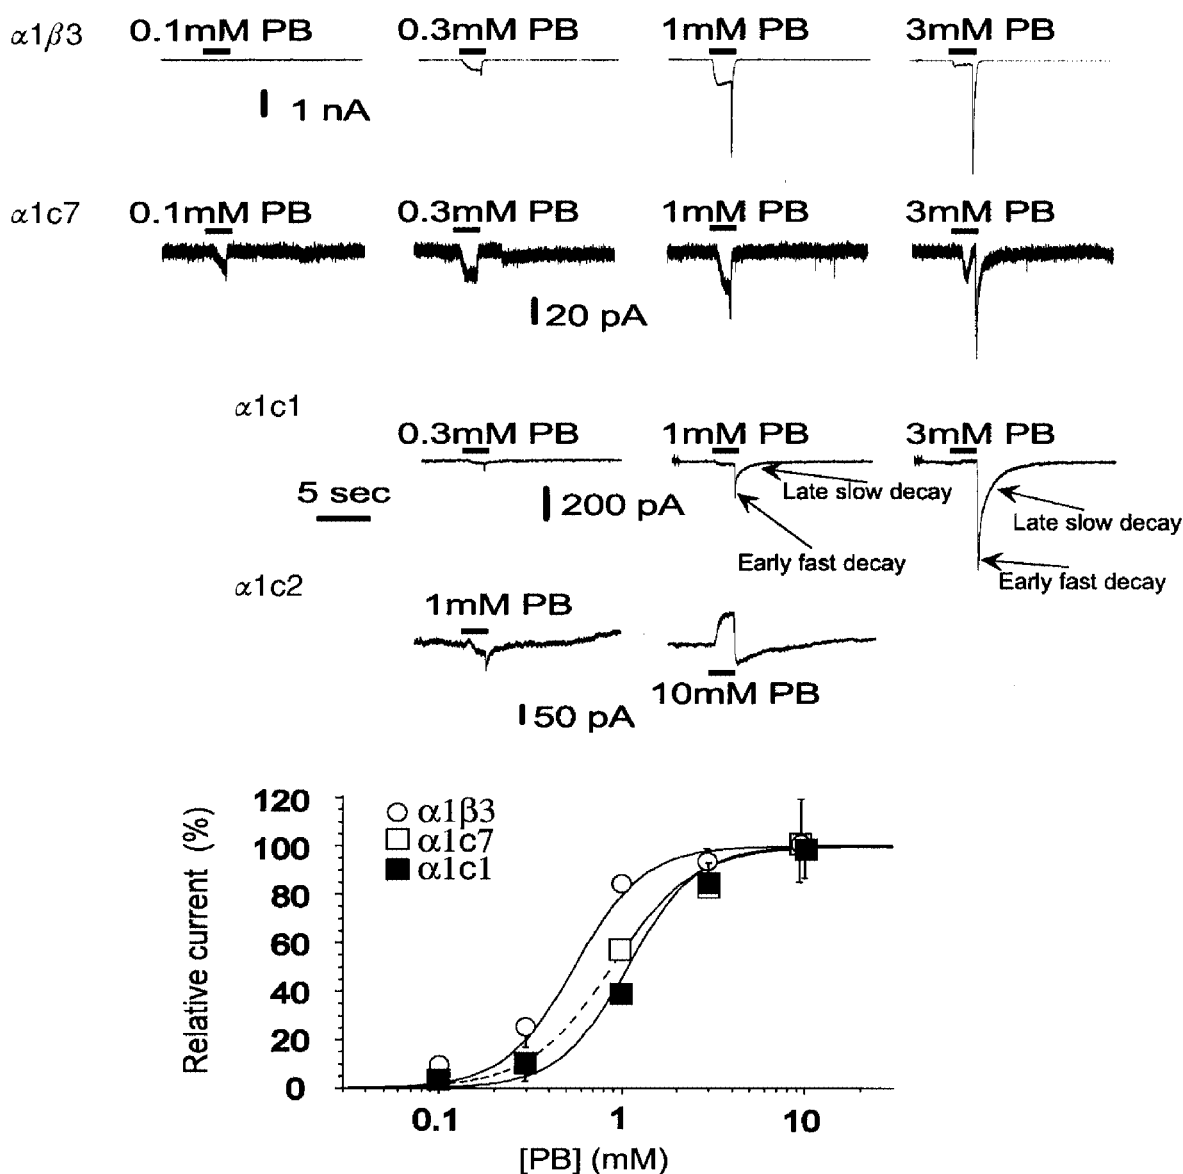 α1β3
0.1mM PB
0.3mM PB
1mM PB
3mM PB
1 nA
α1c7
0.1mM PB
0.3mM PB
1mM PB
3mM PB
20 pA
α1c1
0.3mM PB
1mM PB
3mM PB
5 sec
200 pA
Late slow decay
Late slow decay
Early fast decay
Early fast decay
α1c2
1mM PB
10mM PB
50 pA
Relative current (%)
120
100
80
60
40
20
0
α1β3
α1c7
α1c1
0.1
1
10
[PB] (mM)